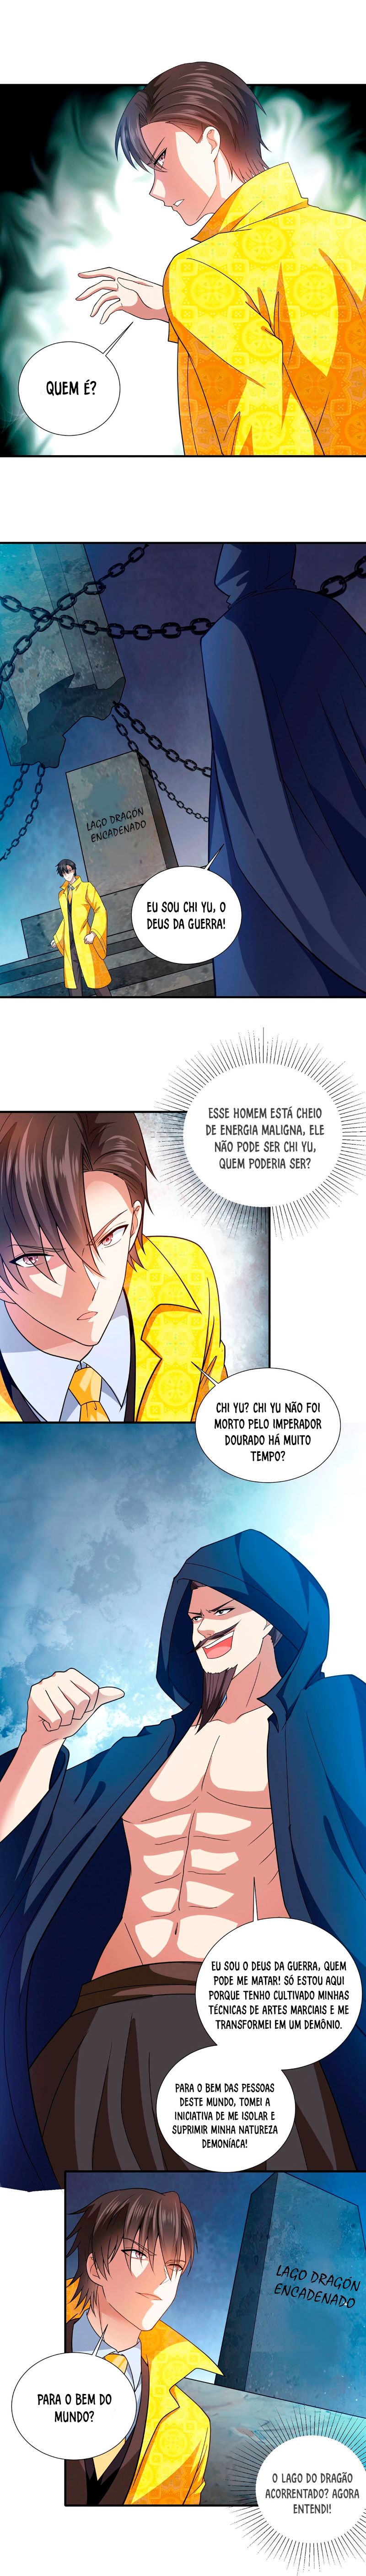 QUEM É?
LAGO DRAGÓN
ENCADENADO
EU SOU CHI YU, O
DEUS DA GUERRA!
ESSE HOMEM ESTÁ CHEIO
DE ENERGIA MALIGNA, ELE
NÃO PODE SER CHI YU,
QUEM PODERIA SER?
CHI YU? CHI YU NÃO FOI
MORTO PELO IMPERADOR
DOURADO HÁ MUITO
TEMPO?
EU SOU O DEUS DA GUERRA, QUEM
PODE ME MATAR! SÓ ESTOU AQUI
PORQUE TENHO CULTIVADO MINHAS
TÉCNICAS DE ARTES MARCIAIS E ME
TRANSFORMEI EM UM DEMÔNIO.
PARA O BEM DAS PESSOAS
DESTE MUNDO, TOMEI A
INICIATIVA DE ME ISOLAR E
SUPRIMIR MINHA NATUREZA
DEMONÍACA!
LAGO DRAGÓN
ENCADENADO
PARA O BEM DO
MUNDO?
O LAGO DO DRAGÃO
ACORRENTADO? AGORA
ENTENDI!